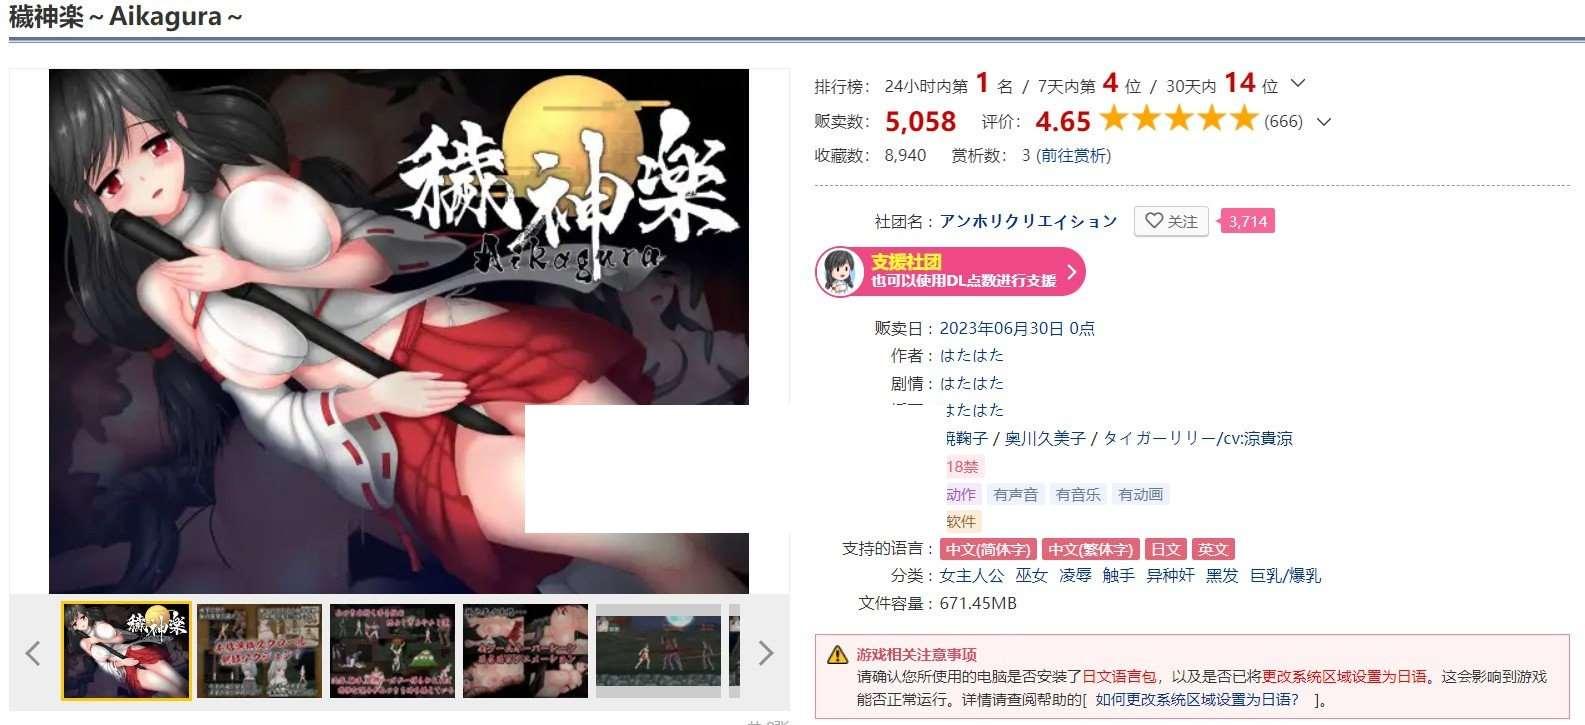 穢神楽～Aikagura～
穢神楽
Aikagura
排行榜： 24小时内第 1 名 / 7天内第 4 位 / 30天内 14 位
贩卖数： 5,058 评价： 4.65 (666)
收藏数： 8,940 赏析数： 3 (前往赏析)
社团名： アンホリクリエイション 关注 3,714
支援社团
也可以使用DL点数进行支援
贩卖日： 2023年06月30日 0点
作者： はたはた
剧情： はたはた
はたはた
鞠子 / 奥川久美子 / タイガーリリー/cv:涼貴涼
18禁
动作 有声音 有音乐 有动画
软件
支持的语言： 中文(简体字) 中文(繁体字) 日文 英文
分类： 女主人公 巫女 凌辱 触手 异种奸 黑发 巨乳/爆乳
文件容量： 671.45MB
穢神楽
游戏相关注意事项
请确认您所使用的电脑是否安装了日文语言包，以及是否已将更改系统区域设置为日语。这会影响到游戏
能否正常运行。详情请查阅帮助的[ 如何更改系统区域设置为日语？ ]。